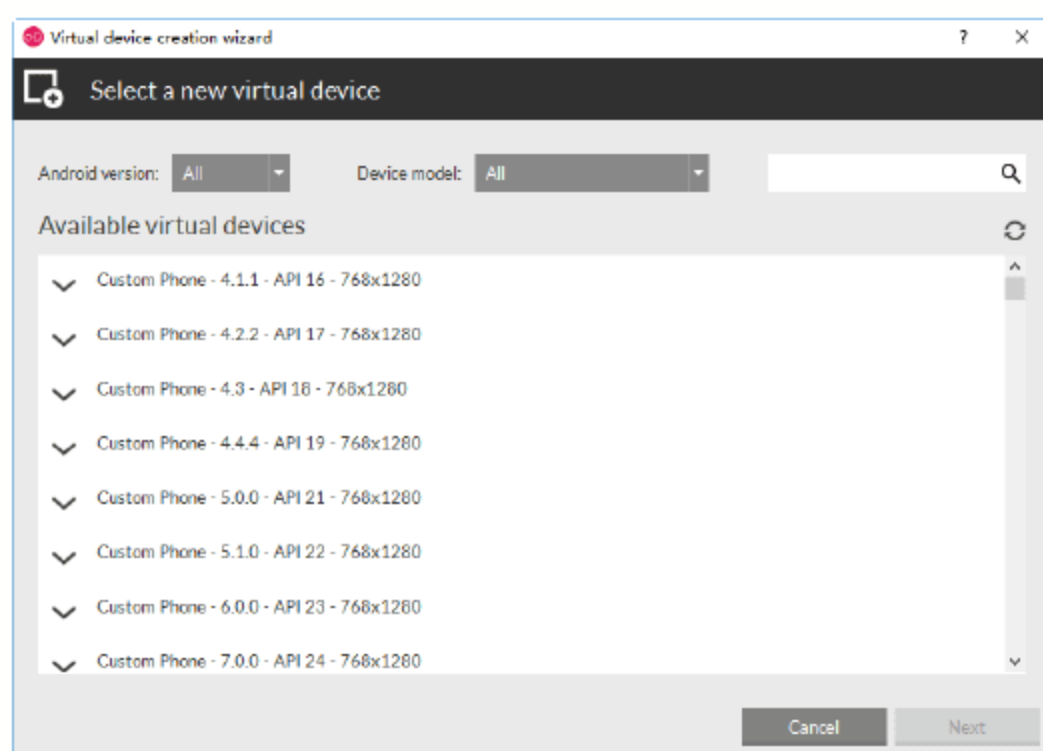 Virtual device creation wizard
Select a new virtual device
Android version: All Device model: All
Available virtual devices
Custom Phone - 4.1.1 - API 16 - 768x1280
Custom Phone - 4.2.2 - API 17 - 768x1280
Custom Phone - 4.3 - API 18 - 768x1280
Custom Phone - 4.4.4 - API 19 - 768x1280
Custom Phone - 5.0.0 - API 21 - 768x1280
Custom Phone - 5.1.0 - API 22 - 768x1280
Custom Phone - 6.0.0 - API 23 - 768x1280
Custom Phone - 7.0.0 - API 24 - 768x1280
Cancel Next